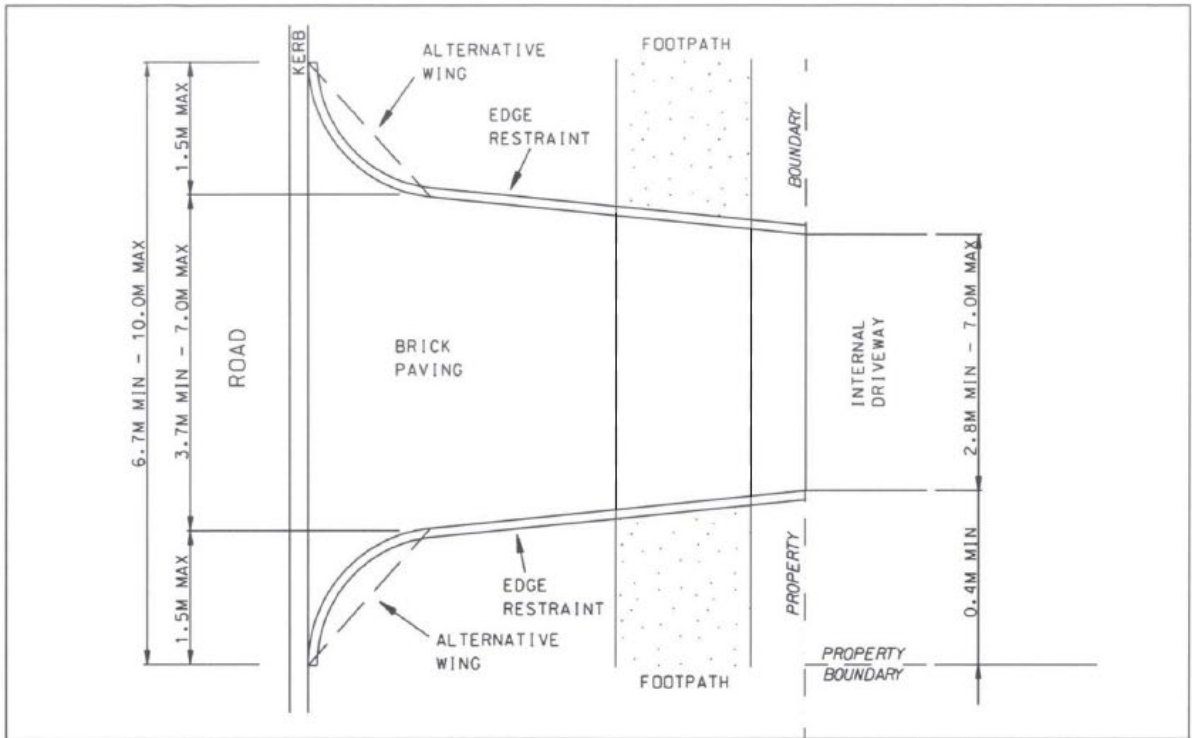 KERB
ALTERNATIVE
WING
FOOTPATH
EDGE
RESTRAINT
BOUNDARY
1.5M MAX
6.7M MIN - 10.0M MAX
3.7M MIN - 7.0M MAX
ROAD
BRICK
PAVING
INTERNAL
DRIVEWAY
2.8M MIN - 7.0M MAX
1.5M MAX
EDGE
RESTRAINT
ALTERNATIVE
WING
FOOTPATH
PROPERTY
0.4M MIN
PROPERTY
BOUNDARY